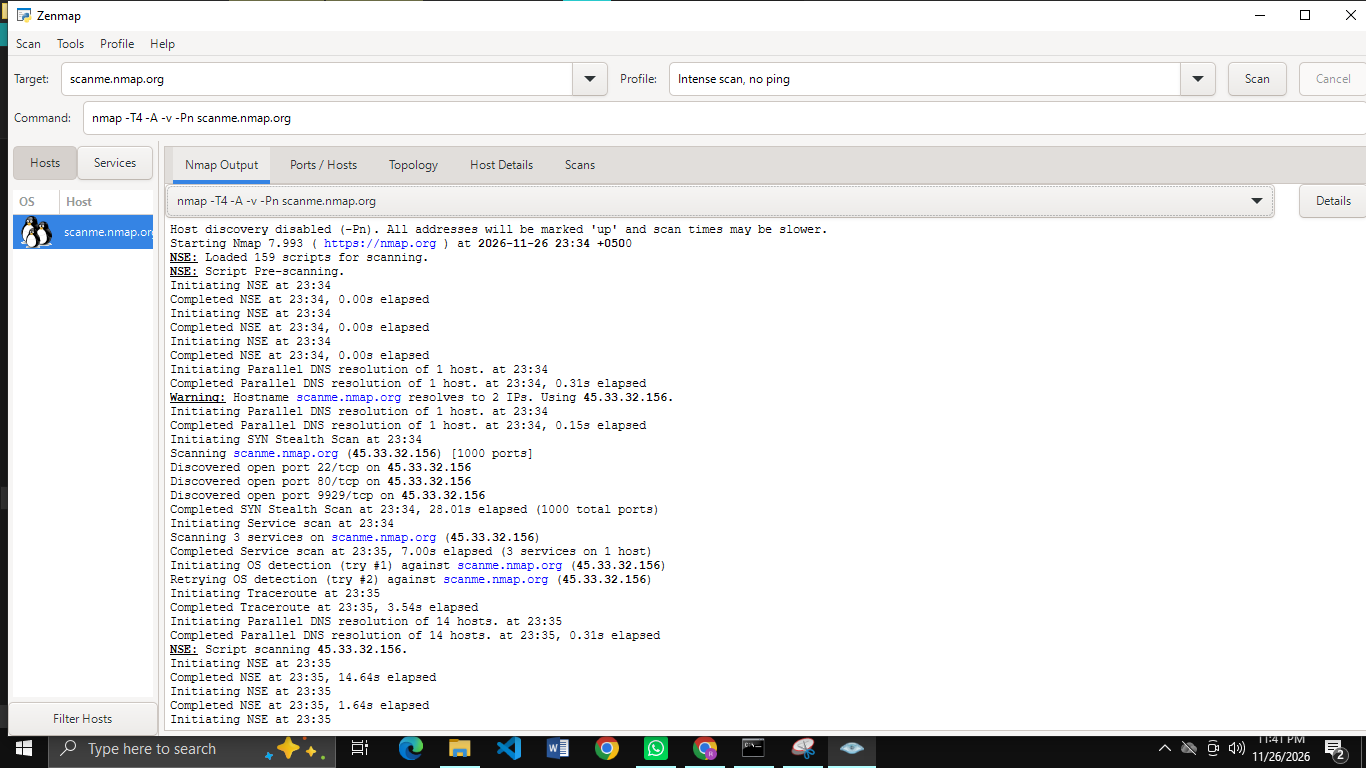 Zenmap
Scan Tools Profile Help
Target: scanme.nmap.org Profile: Intense scan, no ping Scan Cancel
Command: nmap -T4 -A -v -Pn scanme.nmap.org
Hosts Services
OS Host
scanme.nmap.or
Filter Hosts
Nmap Output Ports / Hosts Topology Host Details Scans
nmap -T4 -A -v -Pn scanme.nmap.org Details
Host discovery disabled (-Pn). All addresses will be marked 'up' and scan times may be slower.
Starting Nmap 7.993 ( https://nmap.org ) at 2026-11-26 23:34 +0500
NSE: Loaded 159 scripts for scanning.
NSE: Script Pre-scanning.
Initiating NSE at 23:34
Completed NSE at 23:34, 0.00s elapsed
Initiating NSE at 23:34
Completed NSE at 23:34, 0.00s elapsed
Initiating NSE at 23:34
Completed NSE at 23:34, 0.00s elapsed
Initiating Parallel DNS resolution of 1 host. at 23:34
Completed Parallel DNS resolution of 1 host. at 23:34, 0.31s elapsed
Warning: Hostname scanme.nmap.org resolves to 2 IPs. Using 45.33.32.156.
Initiating Parallel DNS resolution of 1 host. at 23:34
Completed Parallel DNS resolution of 1 host. at 23:34, 0.15s elapsed
Initiating SYN Stealth Scan at 23:34
Scanning scanme.nmap.org (45.33.32.156) [1000 ports]
Discovered open port 22/tcp on 45.33.32.156
Discovered open port 80/tcp on 45.33.32.156
Discovered open port 9929/tcp on 45.33.32.156
Completed SYN Stealth Scan at 23:34, 28.01s elapsed (1000 total ports)
Initiating Service scan at 23:34
Scanning 3 services on scanme.nmap.org (45.33.32.156)
Completed Service scan at 23:35, 7.00s elapsed (3 services on 1 host)
Initiating OS detection (try #1) against scanme.nmap.org (45.33.32.156)
Retrying OS detection (try #2) against scanme.nmap.org (45.33.32.156)
Initiating Traceroute at 23:35
Completed Traceroute at 23:35, 3.54s elapsed
Initiating Parallel DNS resolution of 14 hosts. at 23:35
Completed Parallel DNS resolution of 14 hosts. at 23:35, 0.31s elapsed
NSE: Script scanning 45.33.32.156.
Initiating NSE at 23:35
Completed NSE at 23:35, 14.64s elapsed
Initiating NSE at 23:35
Completed NSE at 23:35, 1.64s elapsed
Initiating NSE at 23:35
Type here to search
11:41 PM
11/26/2026
2